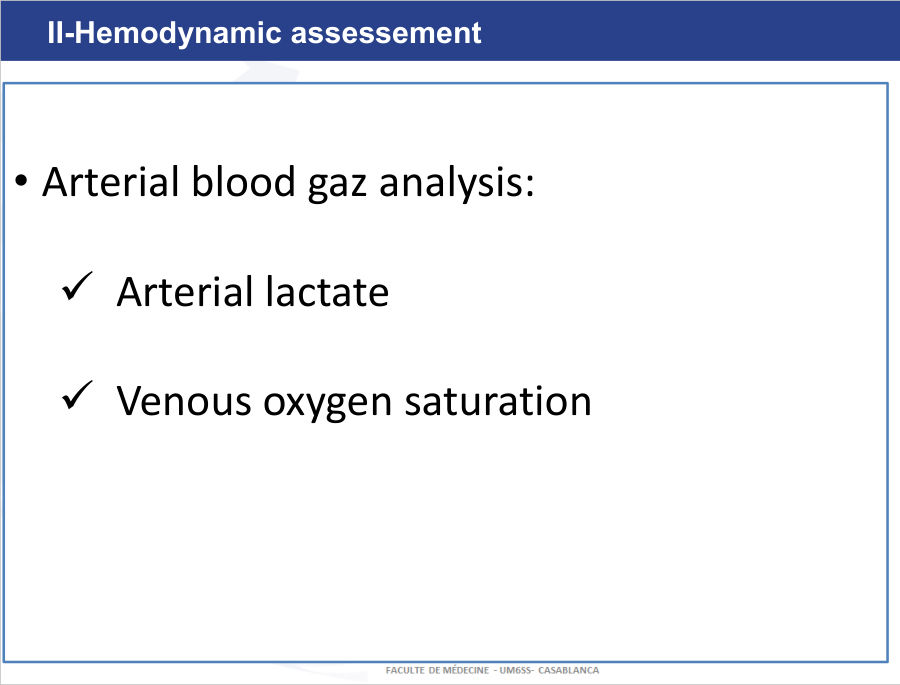 II-Hemodynamic assessement
• Arterial blood gaz analysis:
✓ Arterial lactate
✓ Venous oxygen saturation
FACULTE DE MÉDECINE - UM6SS- CASABLANCA